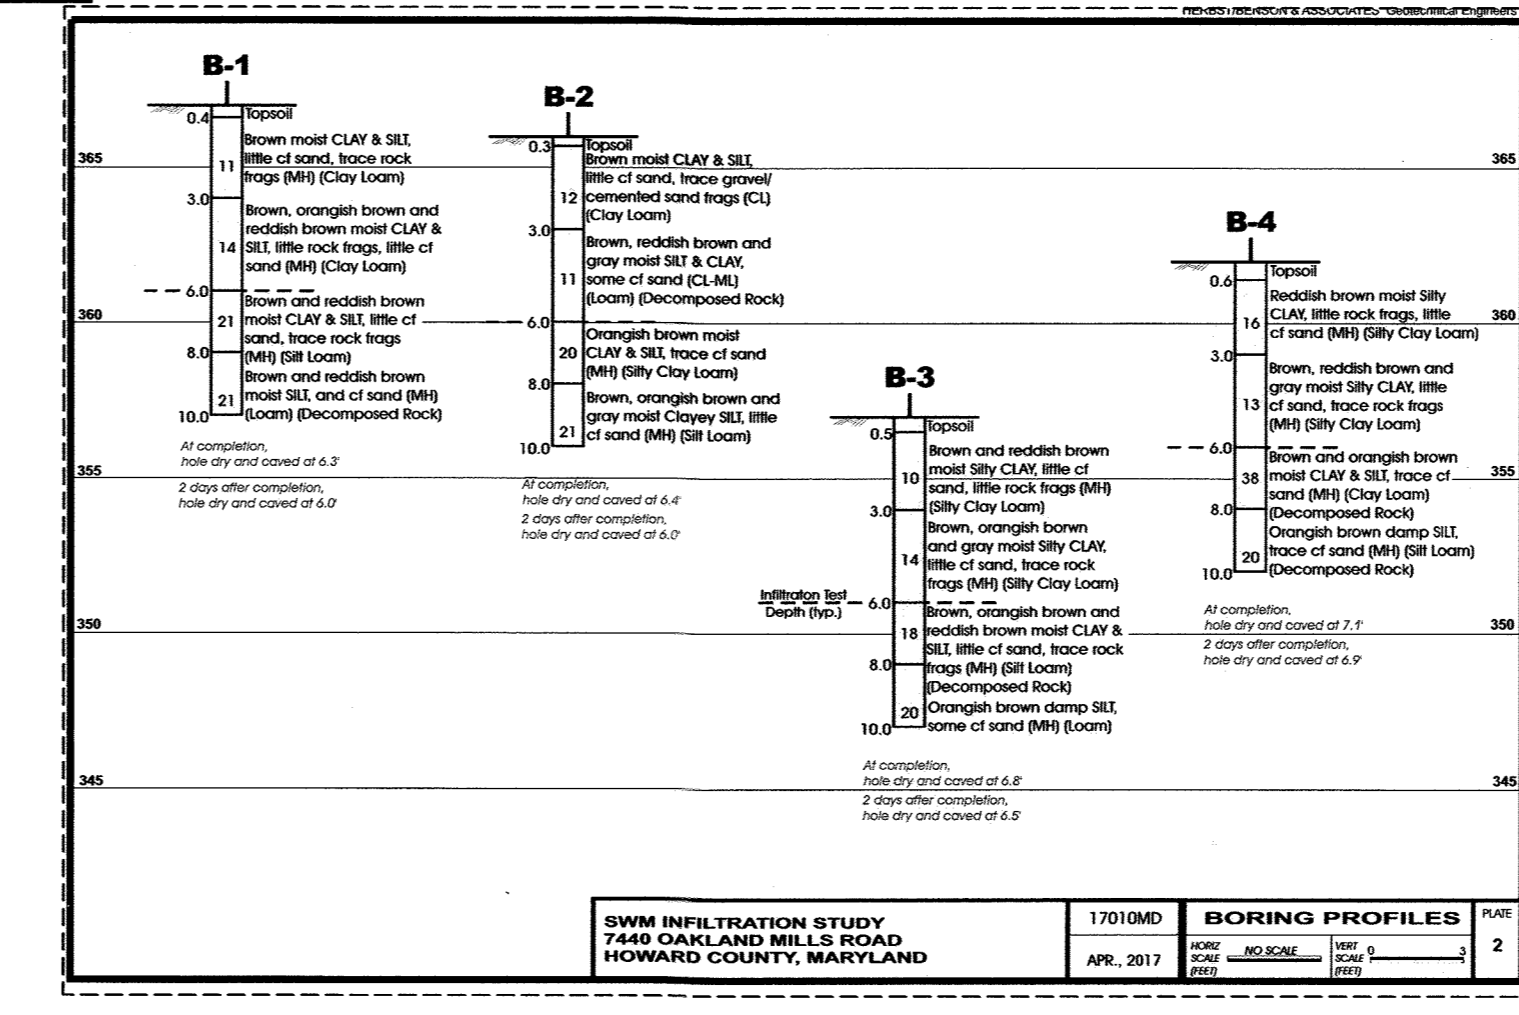 HERBST/BENSON & ASSOCIATES Geotechnical Engineers
B-1
0.4
Topsoil
Brown moist CLAY & SILT,
little cf sand, trace rock
frags (MH) (Clay Loam)
11
3.0
Brown, orangish brown and
reddish brown moist CLAY &
SILT, little rock frags, little cf
sand (MH) (Clay Loam)
14
6.0
Brown and reddish brown
moist CLAY & SILT, little cf
sand, trace rock frags
(MH) (Silt Loam)
21
8.0
Brown and reddish brown
moist SILT, and cf sand (MH)
(Loam) (Decomposed Rock)
21
10.0
At completion,
hole dry and caved at 6.3'
2 days after completion,
hole dry and caved at 6.0'
B-2
0.3
Topsoil
Brown moist CLAY & SILT,
little cf sand, trace gravel/
cemented sand frags (CL)
(Clay Loam)
12
3.0
Brown, reddish brown and
gray moist SILT & CLAY,
some cf sand (CL-ML)
(Loam) (Decomposed Rock)
11
6.0
Orangish brown moist
CLAY & SILT, trace cf sand
(MH) (Silty Clay Loam)
20
8.0
Brown, orangish brown and
gray moist Clayey SILT, little
cf sand (MH) (Silt Loam)
21
10.0
At completion,
hole dry and caved at 6.4'
2 days after completion,
hole dry and caved at 6.0'
B-3
0.5
Topsoil
Brown and reddish brown
moist Silty CLAY, little cf
sand, little rock frags (MH)
(Silty Clay Loam)
10
3.0
Brown, orangish borwn
and gray moist Silty CLAY,
little cf sand, trace rock
frags (MH) (Silty Clay Loam)
14
Infiltraton Test
Depth (typ.)
6.0
Brown, orangish brown and
reddish brown moist CLAY &
SILT, little cf sand, trace rock
frags (MH) (Silt Loam)
(Decomposed Rock)
18
8.0
Orangish brown damp SILT,
some cf sand (MH) (Loam)
20
10.0
At completion,
hole dry and caved at 6.8'
2 days after completion,
hole dry and caved at 6.5'
B-4
0.6
Topsoil
Reddish brown moist Silty
CLAY, little rock frags, little
cf sand (MH) (Silty Clay Loam)
16
3.0
Brown, reddish brown and
gray moist Silty CLAY, little
cf sand, trace rock frags
(MH) (Silty Clay Loam)
13
6.0
Brown and orangish brown
moist CLAY & SILT, trace cf
sand (MH) (Clay Loam)
(Decomposed Rock)
38
8.0
Orangish brown damp SILT,
trace cf sand (MH) (Silt Loam)
(Decomposed Rock)
20
10.0
At completion,
hole dry and caved at 7.1'
2 days after completion,
hole dry and caved at 6.9'
365
365
360
360
355
355
350
350
345
345
SWM INFILTRATION STUDY
7440 OAKLAND MILLS ROAD
HOWARD COUNTY, MARYLAND
17010MD
APR., 2017
BORING PROFILES
HORIZ
SCALE
(FEET)
NO SCALE
VERT
SCALE
(FEET)
0 3
PLATE
2